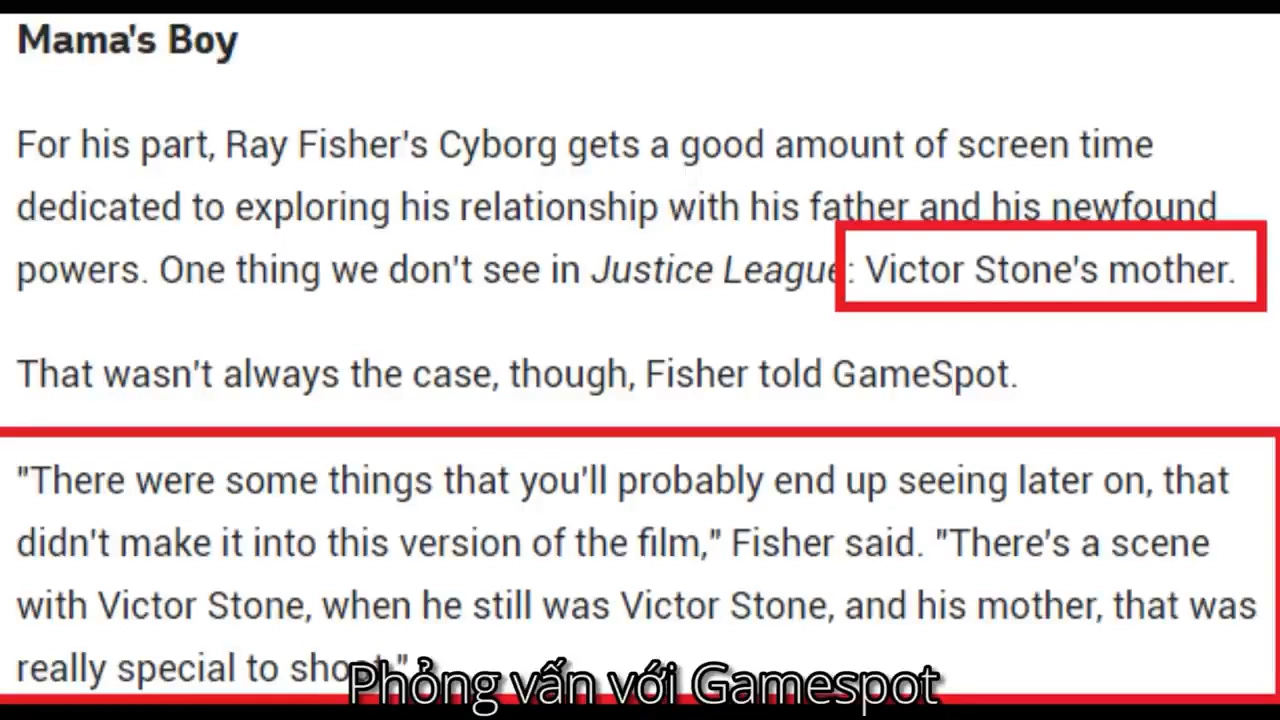 Mama's Boy
For his part, Ray Fisher's Cyborg gets a good amount of screen time
dedicated to exploring his relationship with his father and his newfound
powers. One thing we don't see in Justice League: Victor Stone's mother.
That wasn't always the case, though, Fisher told GameSpot.
"There were some things that you'll probably end up seeing later on, that
didn't make it into this version of the film," Fisher said. "There's a scene
with Victor Stone, when he still was Victor Stone, and his mother, that was
really special to shoot."
Phỏng vấn với Gamespot